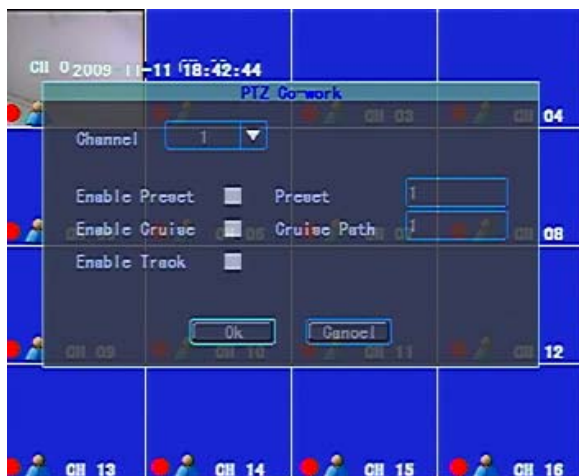 CH 0 2009-11-11 18:42:44
PTZ Co-work
CH 03 04
Channel 1
Enable Preset Preset 1
Enable Cruise Cruise Path 1
CH 06 08
Enable Track
Ok Cancel
CH 09 CH 10 CH 11 CH 12
CH 13 CH 14 CH 15 CH 16